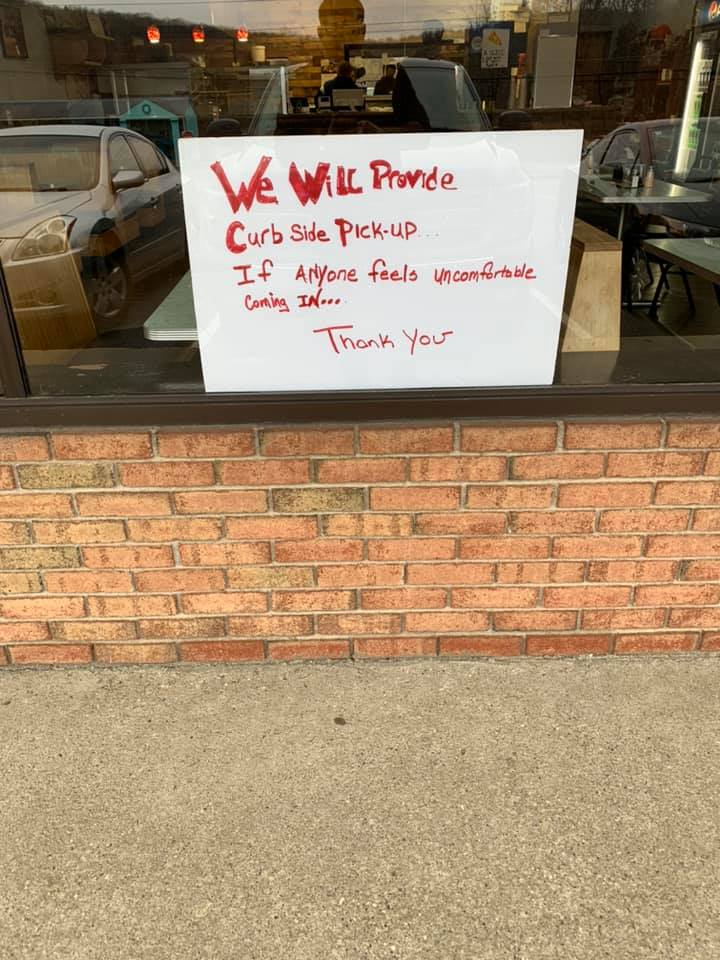 We Will Provide
Curb Side Pick-up...
If ANyone feels uncomfortable
Coming IN...
Thank You